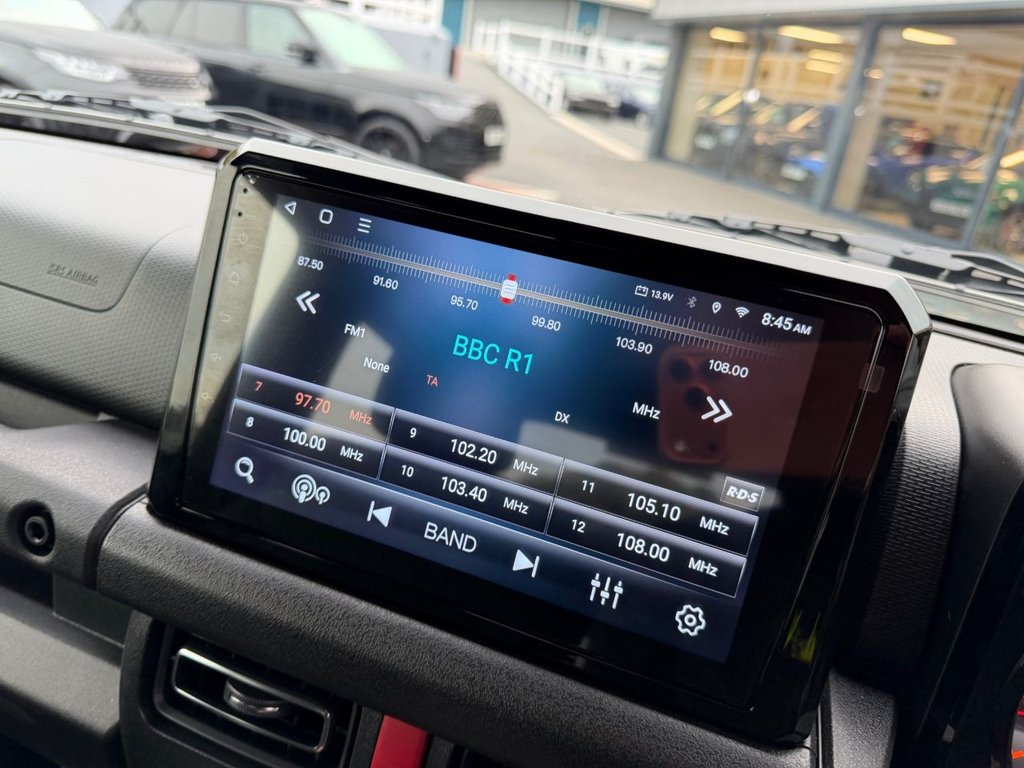 SRS AIRBAG
13.9V 8:45 AM
87.50 91.60 95.70 99.80 103.90 108.00
FM1
BBC R1
None
TA
DX
MHz
7 97.70 MHz
9 102.20 MHz
11 105.10 MHz
R·D·S
8 100.00 MHz
10 103.40 MHz
12 108.00 MHz
BAND